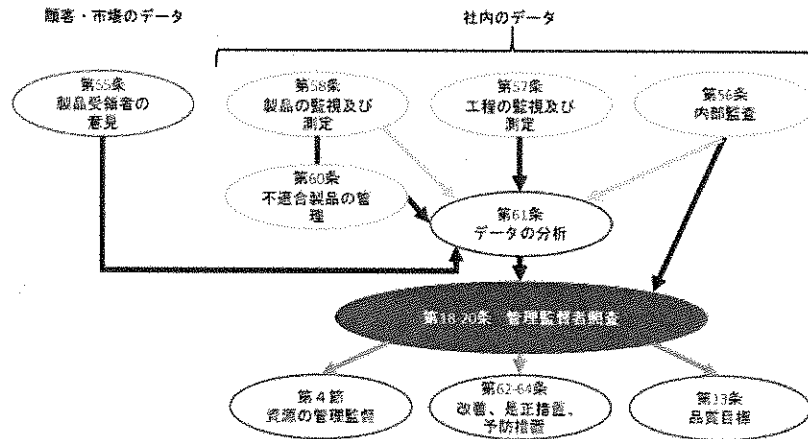 顧客・市場のデータ
社内のデータ
第55条
製品受領者の
意見
第58条
製品の監視及び
測定
第57条
工程の監視及び
測定
第56条
内部監査
第60条
不適合製品の管
理
第61条
データの分析
第18-20条 管理監督者照査
第4節
資源の管理監督
第62-64条
改善、是正措置、
予防措置
第13条
品質目標